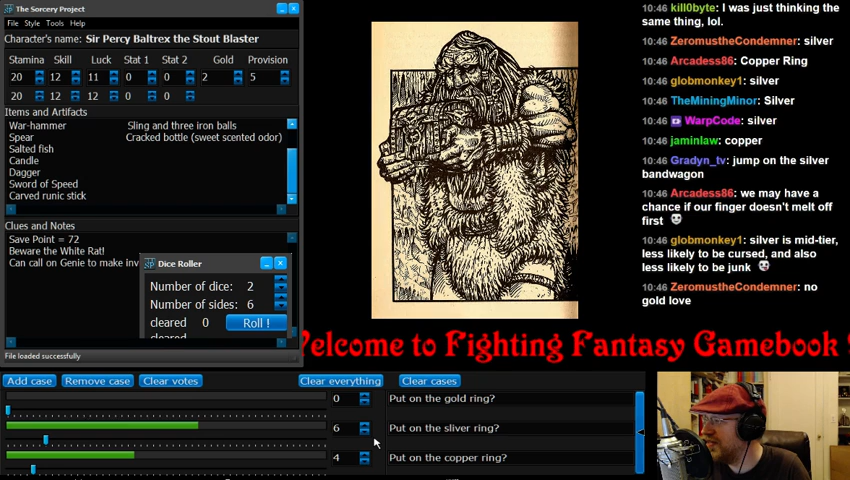 The Sorcery Project
File Style Tools Help
Character's name: Sir Percy Baltrex the Stout Blaster
Stamina Skill Luck Stat 1 Stat 2 Gold Provision
20 12 11 0 0 2 5
20 12 12 0 0
Items and Artifacts
War-hammer Sling and three iron balls
Spear Cracked bottle (sweet scented odor)
Salted fish
Candle
Dagger
Sword of Speed
Carved runic stick
Clues and Notes
Save Point = 72
Beware the White Rat!
Can call on Genie to make inv
Dice Roller
Number of dice: 2
Number of sides: 6
cleared 0 Roll !
cleared
File loaded successfully
kill0byte: I was just thinking the
same thing, lol.
10:46 ZeromustheCondemner: silver
10:46 Arcadess86: Copper Ring
10:46 globmonkey1: silver
10:46 TheMiningMinor: Silver
10:46 WarpCode: silver
10:46 jaminlaw: copper
10:46 Gradyn_tv: jump on the silver
bandwagon
10:46 Arcadess86: we may have a
chance if our finger doesn't melt off
first
10:46 globmonkey1: silver is mid-tier,
less likely to be cursed, and also
less likely to be junk
10:46 ZeromustheCondemner: no
gold love
Welcome to Fighting Fantasy Gamebook
Add case Remove case Clear votes Clear everything Clear cases
0 Put on the gold ring?
6 Put on the sliver ring?
4 Put on the copper ring?